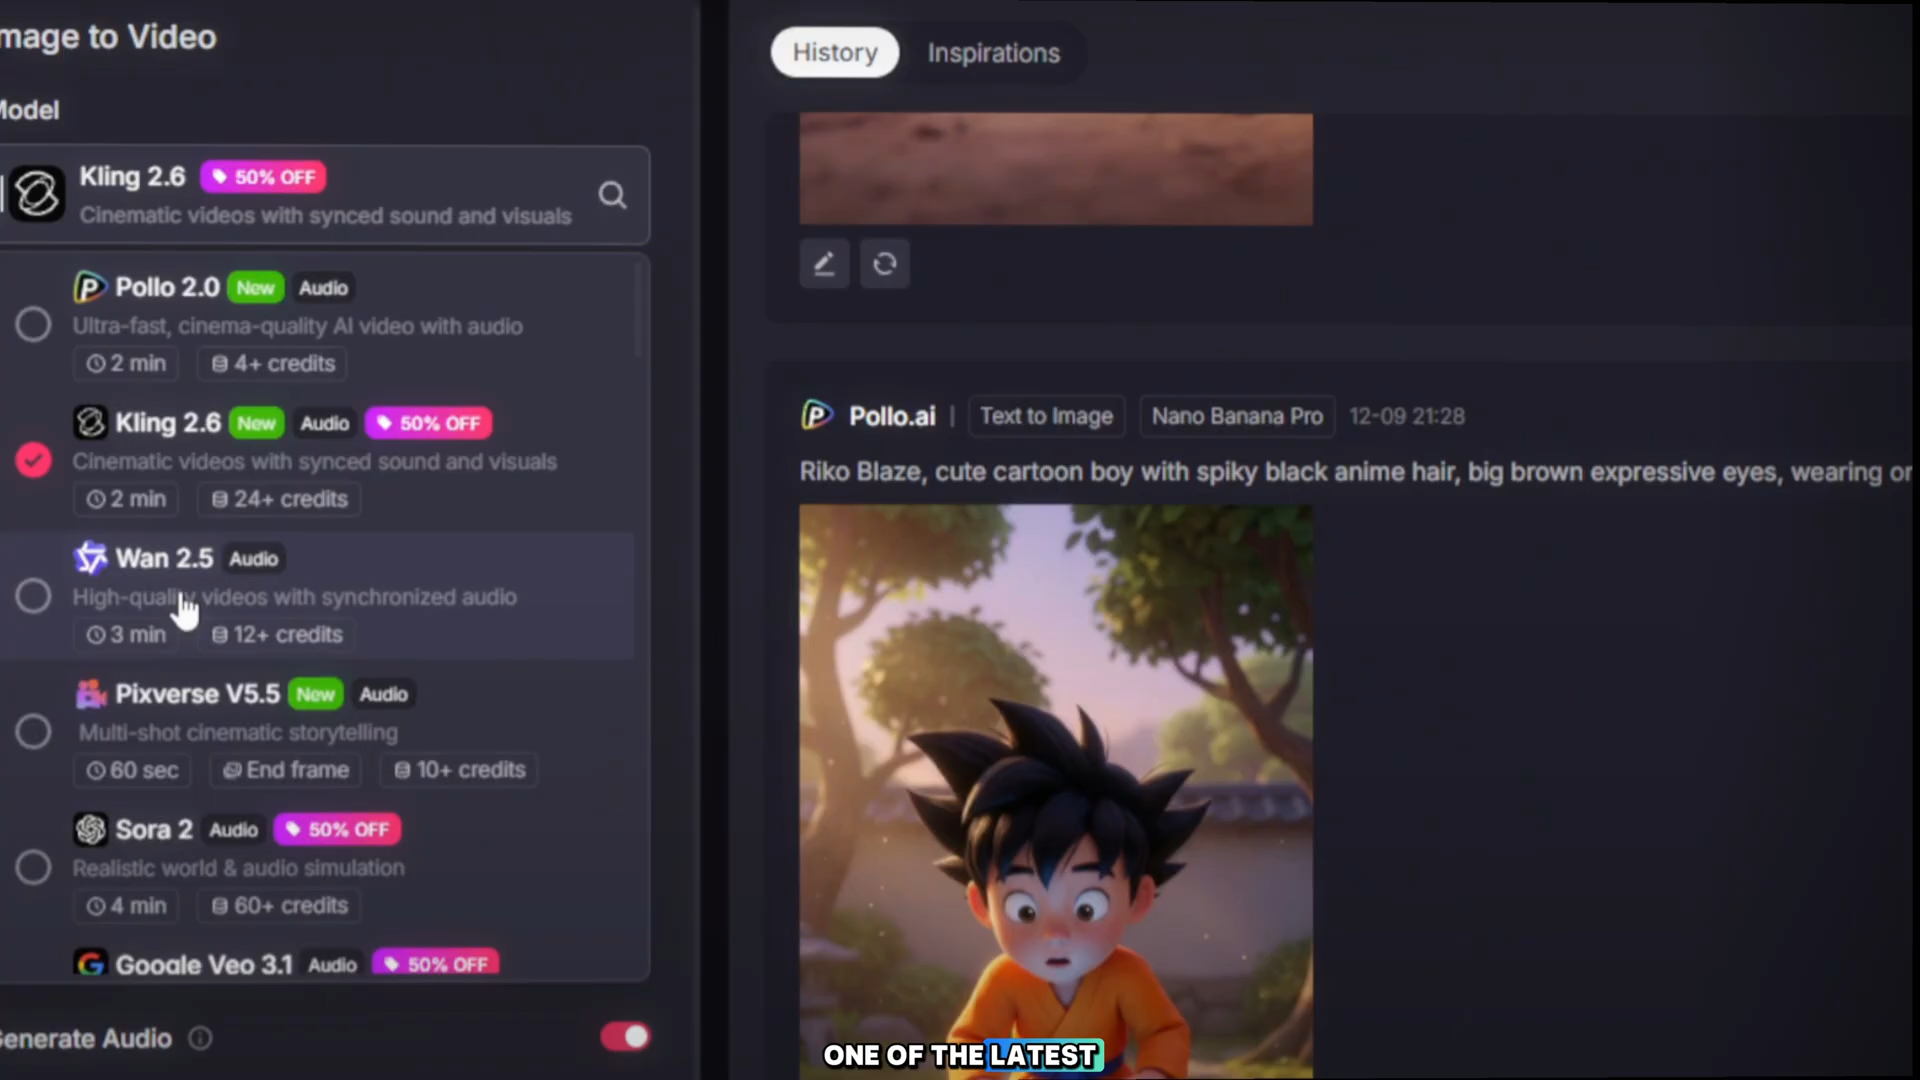 mage to Video
Model
Kling 2.6 50% OFF
Cinematic videos with synced sound and visuals
Pollo 2.0 New Audio
Ultra-fast, cinema-quality AI video with audio
2 min 4+ credits
Kling 2.6 New Audio 50% OFF
Cinematic videos with synced sound and visuals
2 min 24+ credits
Wan 2.5 Audio
High-quality videos with synchronized audio
3 min 12+ credits
Pixverse V5.5 New Audio
Multi-shot cinematic storytelling
60 sec End frame 10+ credits
Sora 2 Audio 50% OFF
Realistic world & audio simulation
4 min 60+ credits
Google Veo 3.1 Audio 50% OFF
Generate Audio
History Inspirations
Pollo.ai | Text to Image Nano Banana Pro 12-09 21:28
Riko Blaze, cute cartoon boy with spiky black anime hair, big brown expressive eyes, wearing or
ONE OF THE LATEST